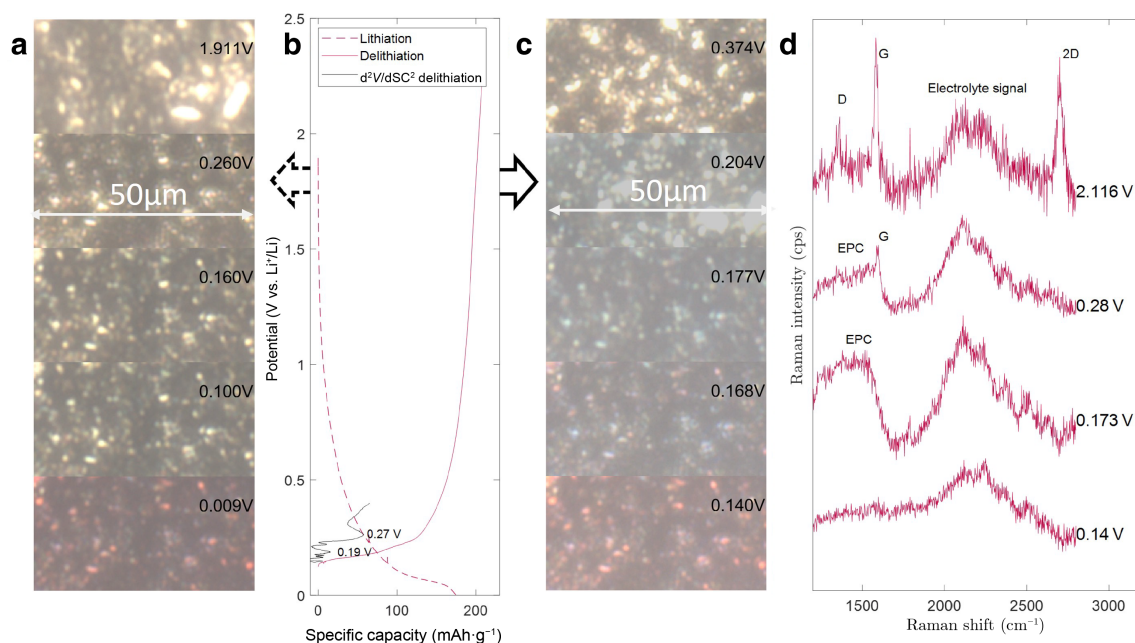 a
1.911V
0.260V
50μm
0.160V
0.100V
0.009V
b
2.5
2
1.5
1
0.5
0
Potential (V vs. Li⁺/Li)
Lithiation
Delithiation
d²V/dSC² delithiation
0.27 V
0.19 V
0
100
200
Specific capacity (mAh·g⁻¹)
c
0.374V
0.204V
50μm
0.177V
0.168V
0.140V
d
G
2D
D
Electrolyte signal
2.116 V
EPC
G
0.28 V
EPC
0.173 V
0.14 V
Raman intensity (cps)
1500
2000
2500
3000
Raman shift (cm⁻¹)